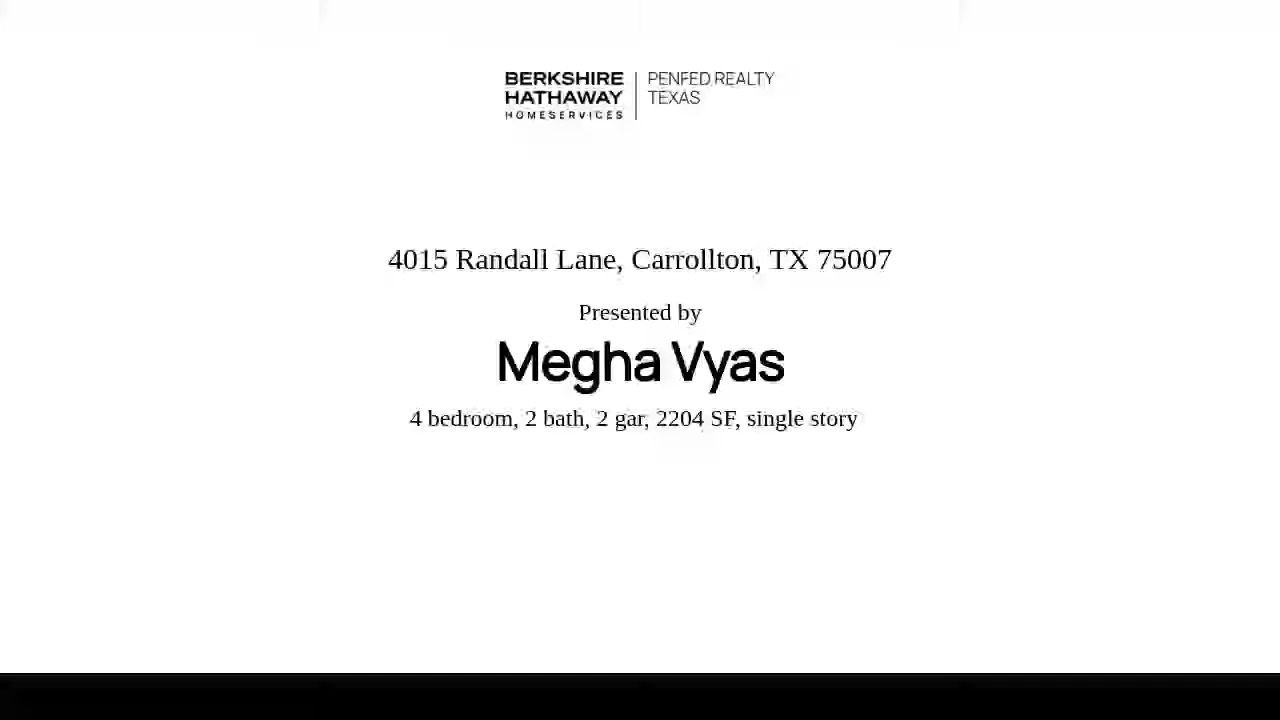 BERKSHIRE
HATHAWAY
HOMESERVICES
PENFED REALTY
TEXAS
4015 Randall Lane, Carrollton, TX 75007
Presented by
Megha Vyas
4 bedroom, 2 bath, 2 gar, 2204 SF, single story